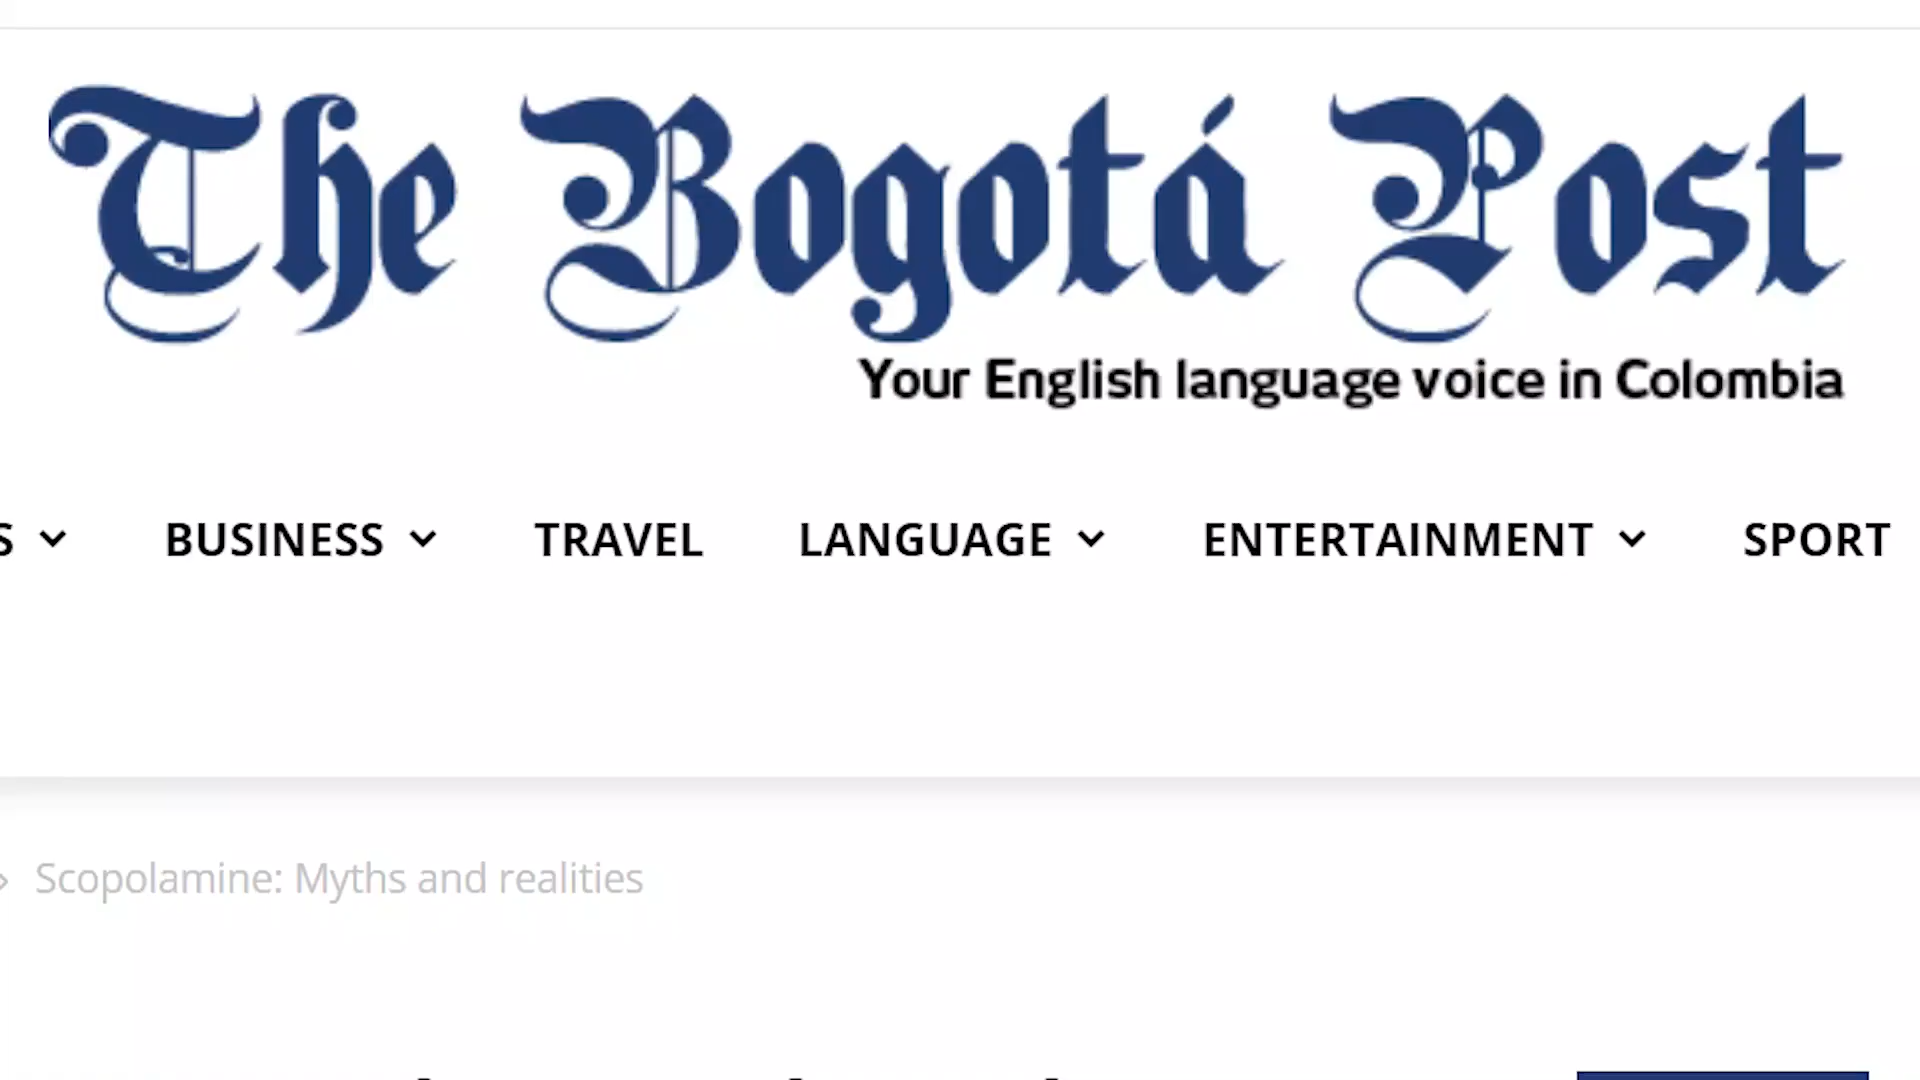 The Bogotá Post
Your English language voice in Colombia
BUSINESS TRAVEL LANGUAGE ENTERTAINMENT SPORT
Scopolamine: Myths and realities